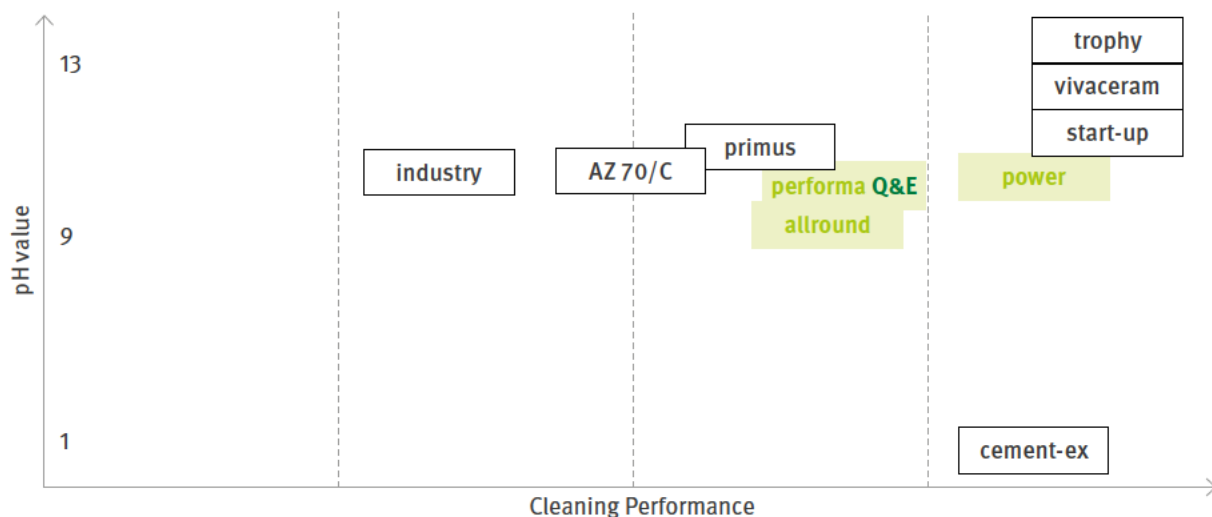 trophy
13
vivaceram
start-up
primus
industry
AZ 70/C
power
performa Q&E
allround
9
pH value
1
cement-ex
Cleaning Performance